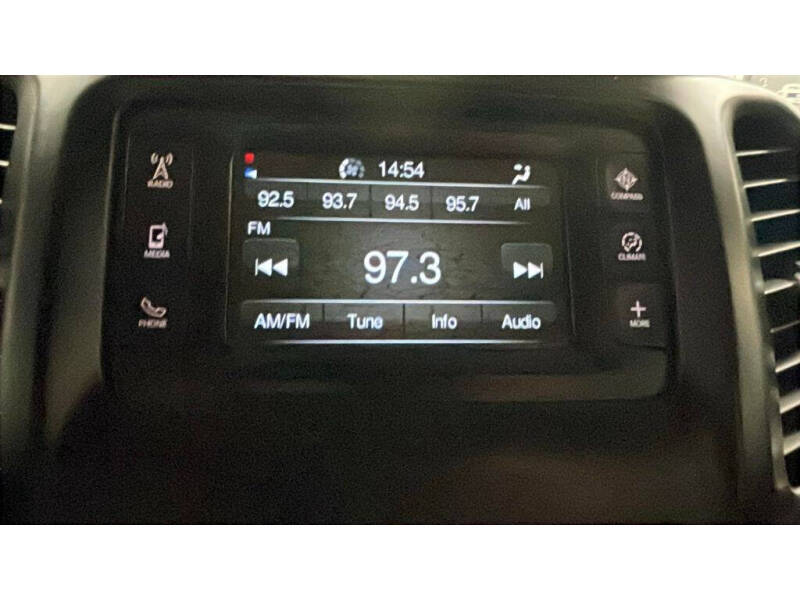 14:54
92.5 93.7 94.5 95.7 All
FM
97.3
AM/FM Tune Info Audio
RADIO
MEDIA
PHONE
COMPASS
CLIMATE
MORE